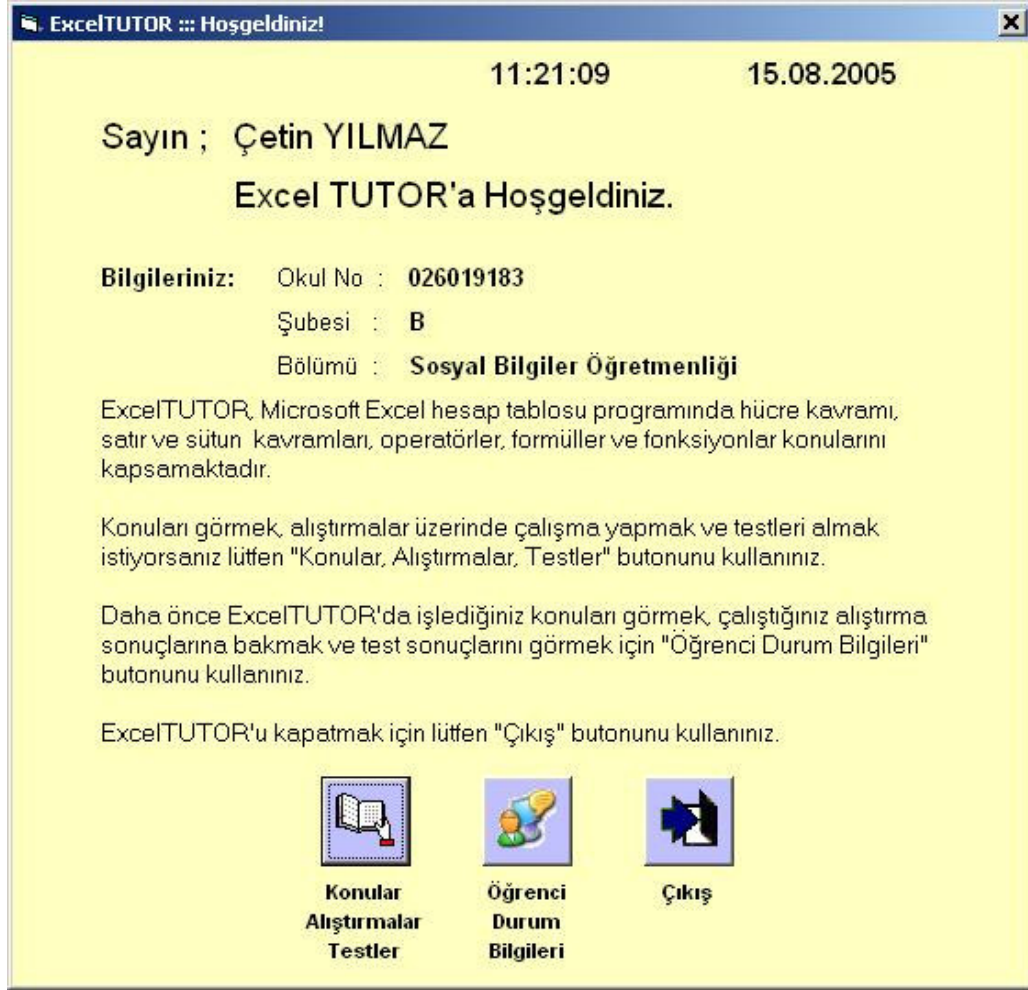 ExcelTUTOR ::: Hoşgeldiniz!
11:21:09 15.08.2005
Sayın ; Çetin YILMAZ
Excel TUTOR'a Hoşgeldiniz.
Bilgileriniz: Okul No : 026019183
Şubesi : B
Bölümü : Sosyal Bilgiler Öğretmenliği
ExcelTUTOR, Microsoft Excel hesap tablosu programında hücre kavramı,
satır ve sütun kavramları, operatörler, formüller ve fonksiyonlar konularını
kapsamaktadır.
Konuları görmek, alıştırmalar üzerinde çalışma yapmak ve testleri almak
istiyorsanız lütfen "Konular, Alıştırmalar, Testler" butonunu kullanınız.
Daha önce ExcelTUTOR'da işlediğiniz konuları görmek, çalıştığınız alıştırma
sonuçlarına bakmak ve test sonuçlarını görmek için "Öğrenci Durum Bilgileri"
butonunu kullanınız.
ExcelTUTOR'u kapatmak için lütfen "Çıkış" butonunu kullanınız.
Konular Öğrenci Çıkış
Alıştırmalar Durum
Testler Bilgileri